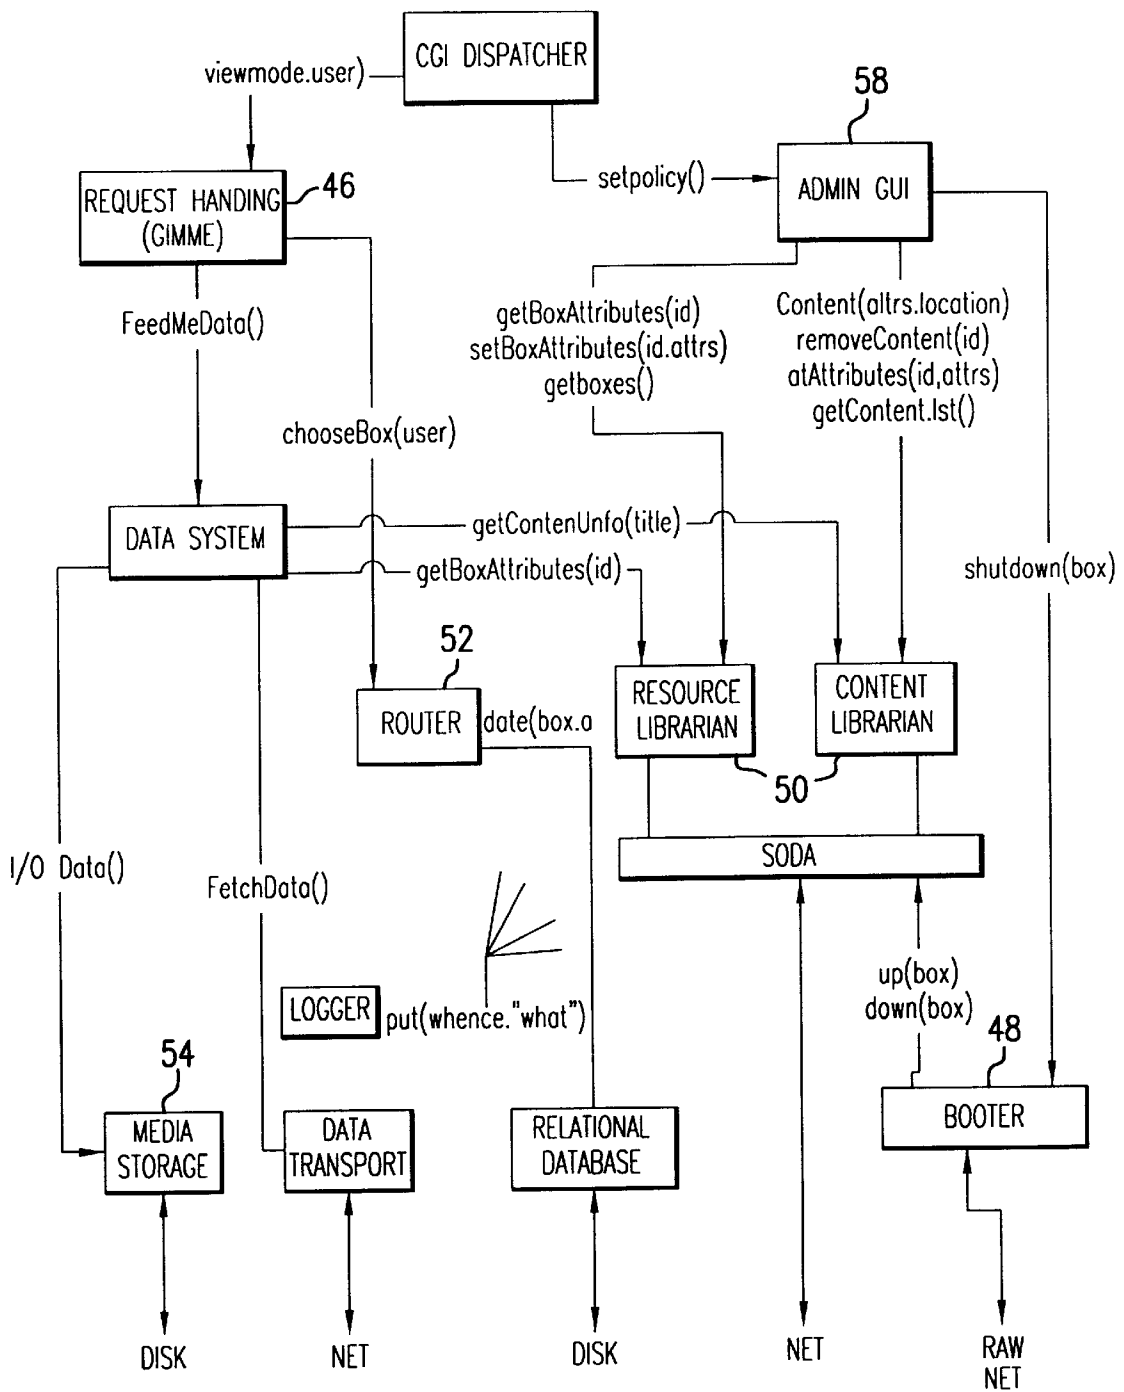 CGI DISPATCHER
viewmode.user)
58
setpolicy()
ADMIN GUI
46
REQUEST HANDING
(GIMME)
FeedMeData()
getBoxAttributes(id)
setBoxAttributes(id.attrs)
getboxes()
Content(altrs.location)
removeContent(id)
atAttributes(id,attrs)
getContent.lst()
chooseBox(user)
DATA SYSTEM
getContenUnfo(title)
getBoxAttributes(id)
shutdown(box)
52
ROUTER
date(box.a
RESOURCE
LIBRARIAN
CONTENT
LIBRARIAN
50
SODA
I/O Data()
FetchData()
up(box)
down(box)
LOGGER
put(whence."what")
48
BOOTER
54
MEDIA
STORAGE
DATA
TRANSPORT
RELATIONAL
DATABASE
DISK
NET
DISK
NET
RAW
NET